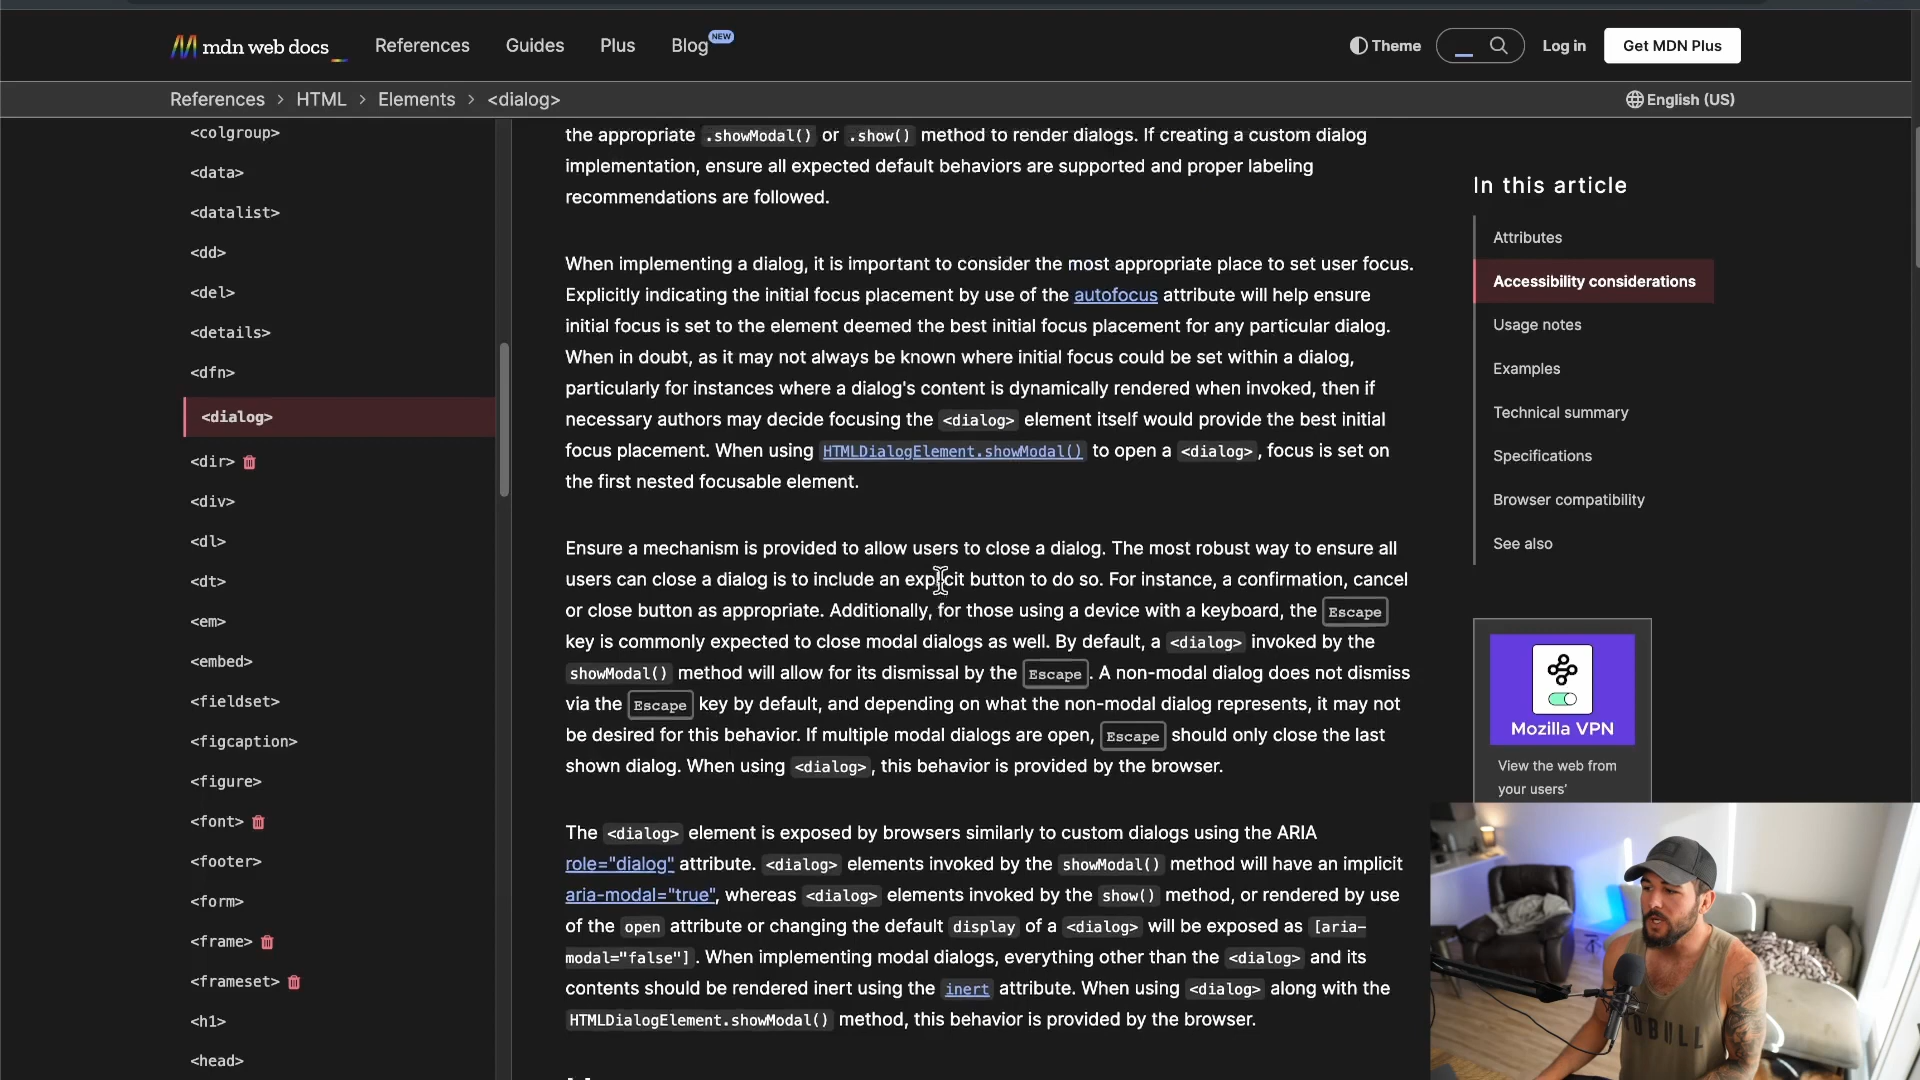 mdn web docs _
References
Guides
Plus
Blog NEW
Theme
_
Log in
Get MDN Plus
References > HTML > Elements > <dialog>
English (US)
<colgroup>
<data>
<datalist>
<dd>
<del>
<details>
<dfn>
<dialog>
<dir>
<div>
<dl>
<dt>
<em>
<embed>
<fieldset>
<figcaption>
<figure>
<font>
<footer>
<form>
<frame>
<frameset>
<h1>
<head>
the appropriate .showModal() or .show() method to render dialogs. If creating a custom dialog
implementation, ensure all expected default behaviors are supported and proper labeling
recommendations are followed.
When implementing a dialog, it is important to consider the most appropriate place to set user focus.
Explicitly indicating the initial focus placement by use of the autofocus attribute will help ensure
initial focus is set to the element deemed the best initial focus placement for any particular dialog.
When in doubt, as it may not always be known where initial focus could be set within a dialog,
particularly for instances where a dialog's content is dynamically rendered when invoked, then if
necessary authors may decide focusing the <dialog> element itself would provide the best initial
focus placement. When using HTMLDialogElement.showModal() to open a <dialog>, focus is set on
the first nested focusable element.
Ensure a mechanism is provided to allow users to close a dialog. The most robust way to ensure all
users can close a dialog is to include an explicit button to do so. For instance, a confirmation, cancel
or close button as appropriate. Additionally, for those using a device with a keyboard, the Escape
key is commonly expected to close modal dialogs as well. By default, a <dialog> invoked by the
showModal() method will allow for its dismissal by the Escape. A non-modal dialog does not dismiss
via the Escape key by default, and depending on what the non-modal dialog represents, it may not
be desired for this behavior. If multiple modal dialogs are open, Escape should only close the last
shown dialog. When using <dialog>, this behavior is provided by the browser.
The <dialog> element is exposed by browsers similarly to custom dialogs using the ARIA
role="dialog" attribute. <dialog> elements invoked by the showModal() method will have an implicit
aria-modal="true", whereas <dialog> elements invoked by the show() method, or rendered by use
of the open attribute or changing the default display of a <dialog> will be exposed as [aria-
modal="false"]. When implementing modal dialogs, everything other than the <dialog> and its
contents should be rendered inert using the inert attribute. When using <dialog> along with the
HTMLDialogElement.showModal() method, this behavior is provided by the browser.
In this article
Attributes
Accessibility considerations
Usage notes
Examples
Technical summary
Specifications
Browser compatibility
See also
Mozilla VPN
View the web from
your users’